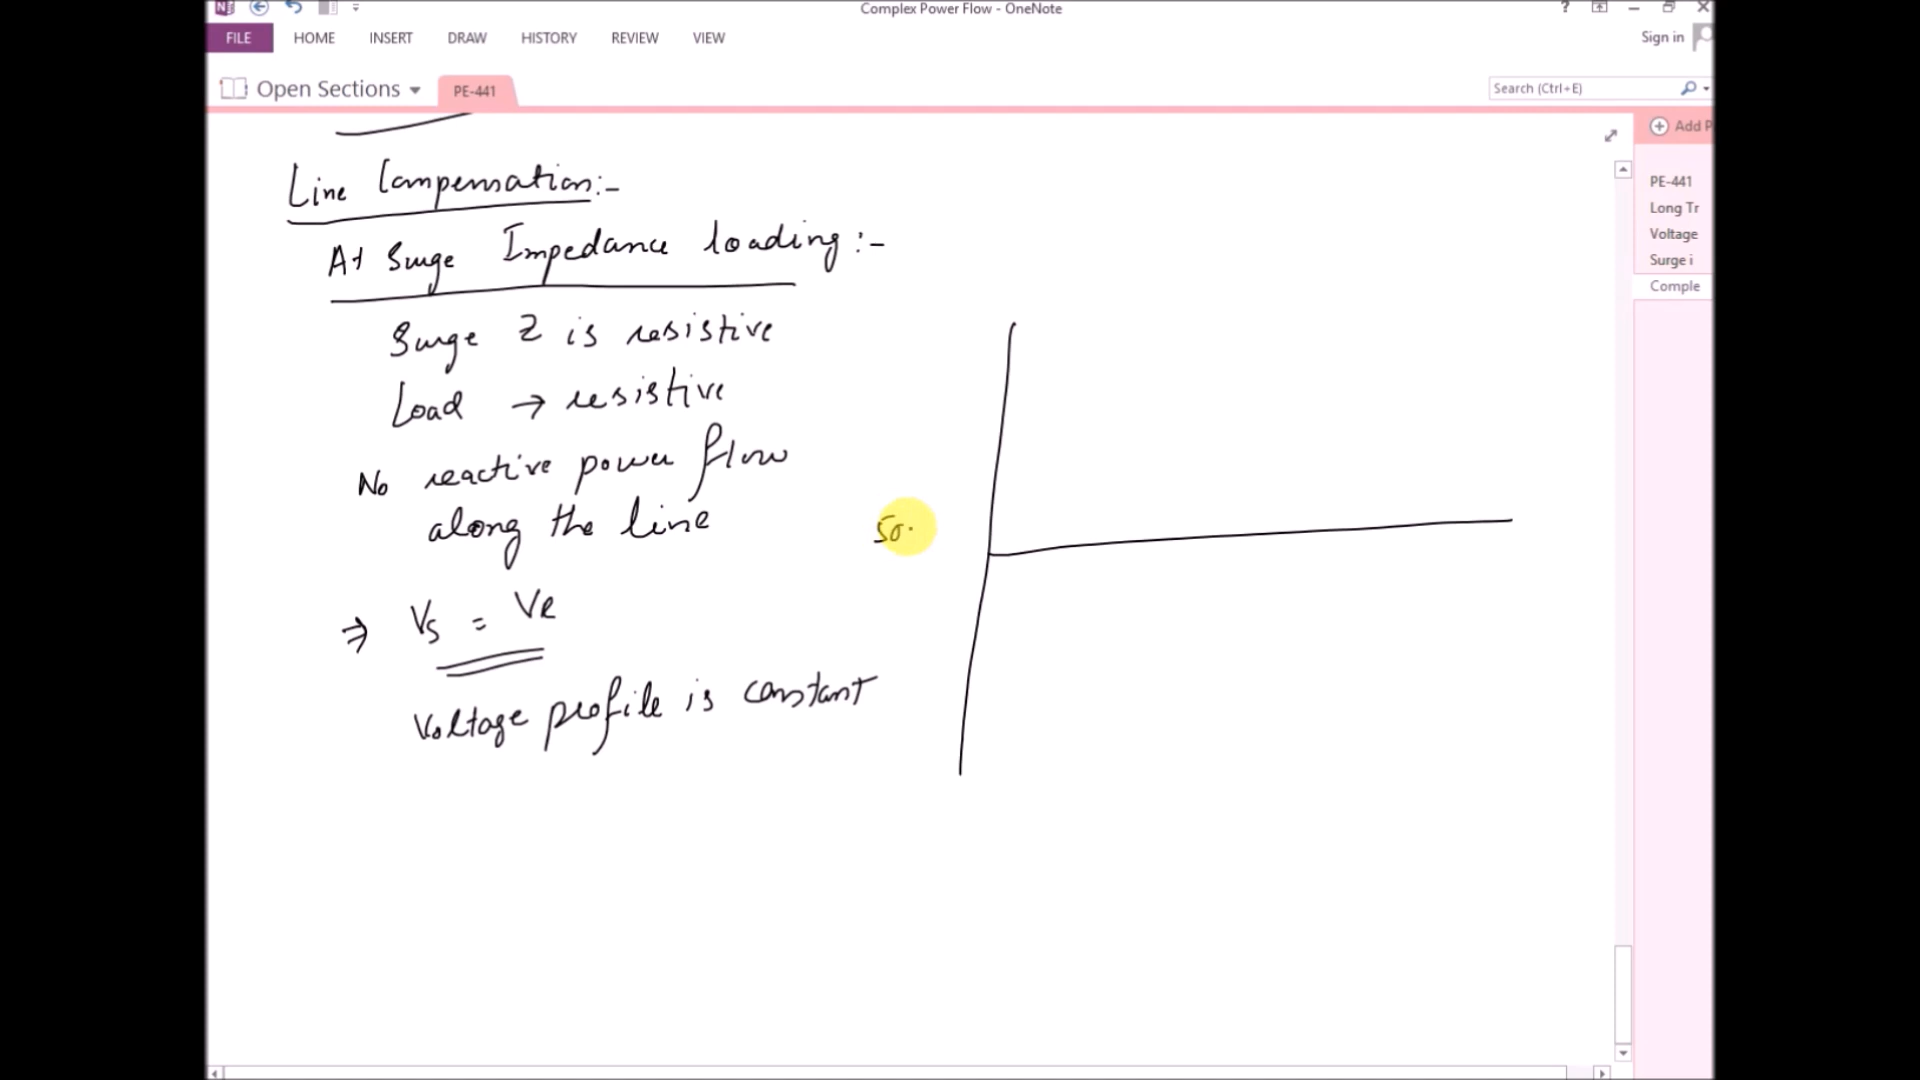 Complex Power Flow - OneNote
?
FILE HOME INSERT DRAW HISTORY REVIEW VIEW
Sign in
Open Sections PE-441
Search (Ctrl+E)
Add P
PE-441
Long Tr
Voltage
Surge i
Comple
Line Compensation:-
At Surge Impedance loading:-
Surge Z is resistive
Load → resistive
No reactive power flow
along the line
50.
⇒ Vs = VR
Voltage profile is constant